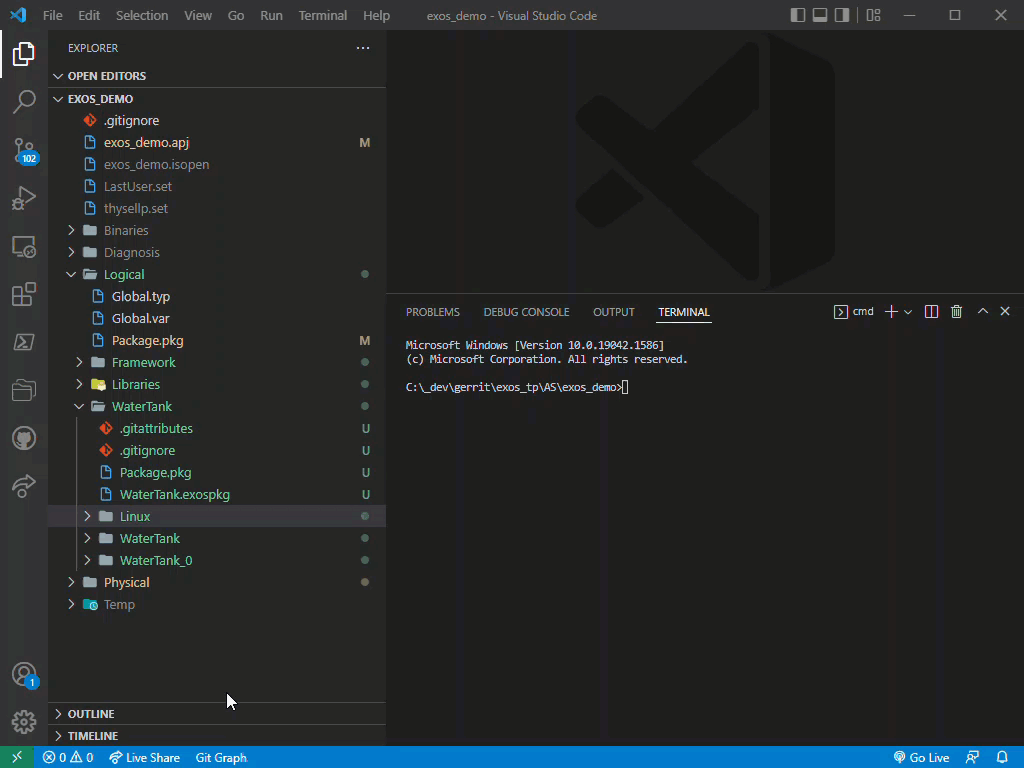 File Edit Selection View Go Run Terminal Help exos_demo - Visual Studio Code
EXPLORER
OPEN EDITORS
EXOS_DEMO
.gitignore
exos_demo.apj M
exos_demo.isopen
LastUser.set
thysellp.set
Binaries
Diagnosis
Logical
Global.typ
Global.var
Package.pkg M
Framework
Libraries
WaterTank
.gitattributes U
.gitignore U
Package.pkg U
WaterTank.exospkg U
Linux
WaterTank
WaterTank_0
Physical
Temp
OUTLINE
TIMELINE
102
1
PROBLEMS DEBUG CONSOLE OUTPUT TERMINAL cmd
Microsoft Windows [Version 10.0.19042.1586]
(c) Microsoft Corporation. All rights reserved.
C:\_dev\gerrit\exos_tp\AS\exos_demo>
0 0 Live Share Git Graph Go Live